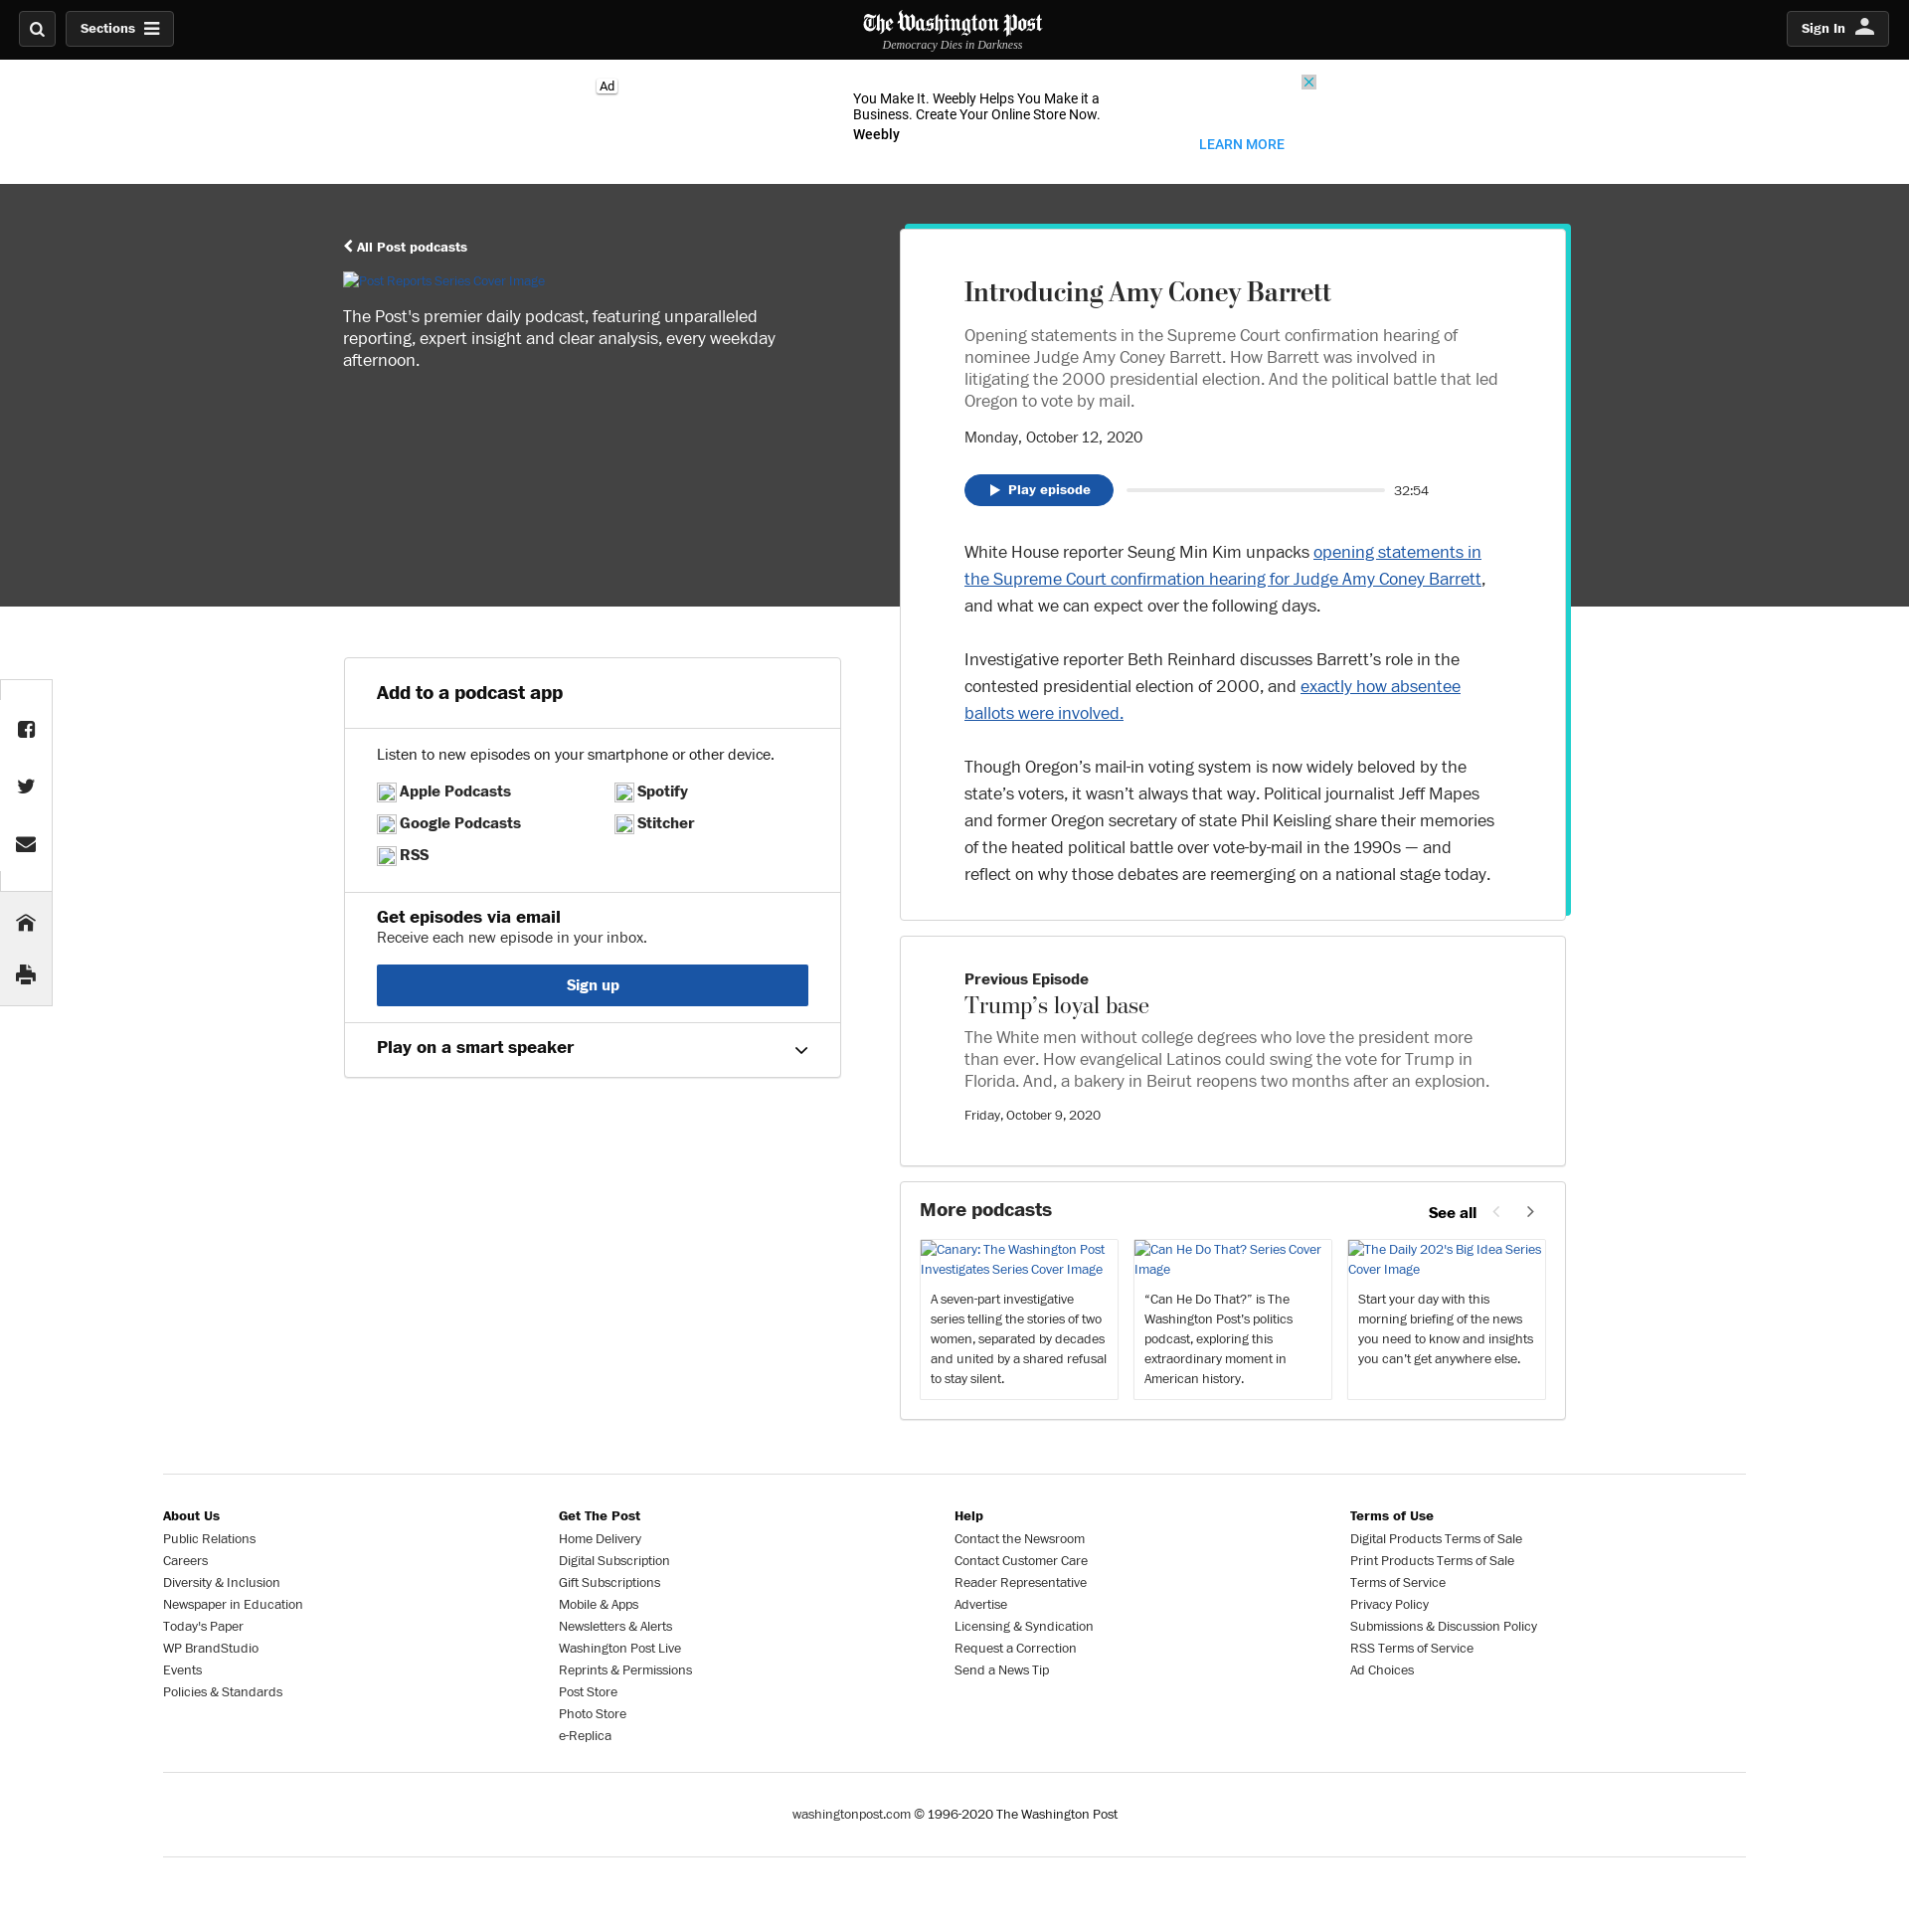 Sections
The Washington Post
Democracy Dies in Darkness
Sign In
Ad
You Make It. Weebly Helps You Make it a
Business. Create Your Online Store Now.
Weebly
LEARN MORE
All Post podcasts
Post Reports Series Cover Image
The Post's premier daily podcast, featuring unparalleled
reporting, expert insight and clear analysis, every weekday
afternoon.
Introducing Amy Coney Barrett
Opening statements in the Supreme Court confirmation hearing of
nominee Judge Amy Coney Barrett. How Barrett was involved in
litigating the 2000 presidential election. And the political battle that led
Oregon to vote by mail.
Monday, October 12, 2020
Play episode
32:54
White House reporter Seung Min Kim unpacks opening statements in
the Supreme Court confirmation hearing for Judge Amy Coney Barrett,
and what we can expect over the following days.
Investigative reporter Beth Reinhard discusses Barrett’s role in the
contested presidential election of 2000, and exactly how absentee
ballots were involved.
Though Oregon’s mail-in voting system is now widely beloved by the
state’s voters, it wasn’t always that way. Political journalist Jeff Mapes
and former Oregon secretary of state Phil Keisling share their memories
of the heated political battle over vote-by-mail in the 1990s — and
reflect on why those debates are reemerging on a national stage today.
Add to a podcast app
Listen to new episodes on your smartphone or other device.
Apple Podcasts
Spotify
Google Podcasts
Stitcher
RSS
Get episodes via email
Receive each new episode in your inbox.
Sign up
Play on a smart speaker
Previous Episode
Trump’s loyal base
The White men without college degrees who love the president more
than ever. How evangelical Latinos could swing the vote for Trump in
Florida. And, a bakery in Beirut reopens two months after an explosion.
Friday, October 9, 2020
More podcasts
See all
Canary: The Washington Post
Investigates Series Cover Image
A seven-part investigative
series telling the stories of two
women, separated by decades
and united by a shared refusal
to stay silent.
Can He Do That? Series Cover
Image
“Can He Do That?” is The
Washington Post's politics
podcast, exploring this
extraordinary moment in
American history.
The Daily 202's Big Idea Series
Cover Image
Start your day with this
morning briefing of the news
you need to know and insights
you can't get anywhere else.
About Us
Public Relations
Careers
Diversity & Inclusion
Newspaper in Education
Today's Paper
WP BrandStudio
Events
Policies & Standards
Get The Post
Home Delivery
Digital Subscription
Gift Subscriptions
Mobile & Apps
Newsletters & Alerts
Washington Post Live
Reprints & Permissions
Post Store
Photo Store
e-Replica
Help
Contact the Newsroom
Contact Customer Care
Reader Representative
Advertise
Licensing & Syndication
Request a Correction
Send a News Tip
Terms of Use
Digital Products Terms of Sale
Print Products Terms of Sale
Terms of Service
Privacy Policy
Submissions & Discussion Policy
RSS Terms of Service
Ad Choices
washingtonpost.com © 1996-2020 The Washington Post